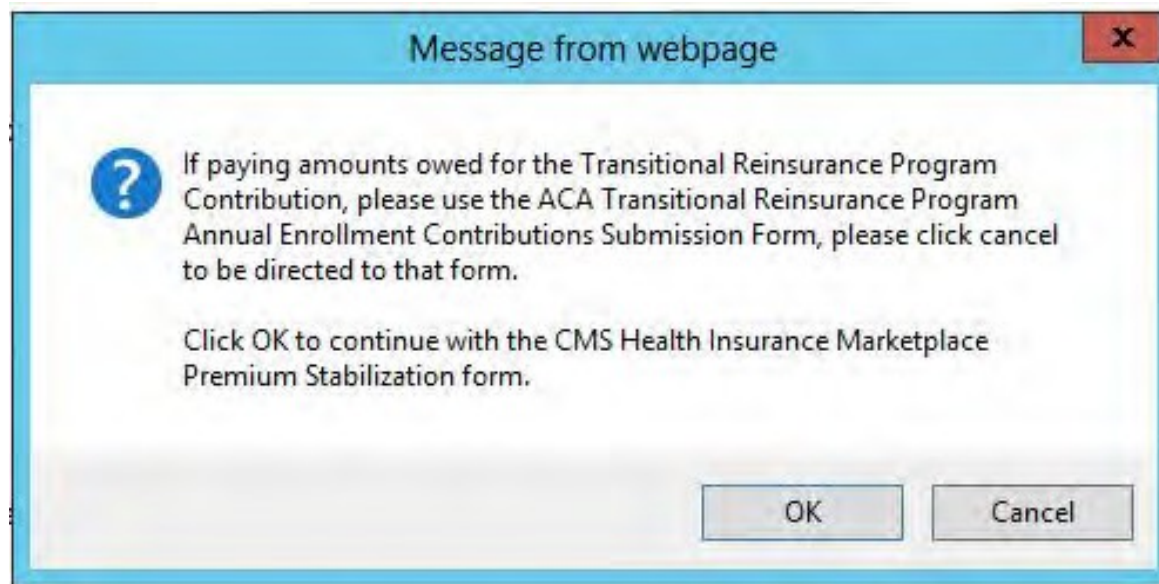 Message from webpage
x
?
If paying amounts owed for the Transitional Reinsurance Program
Contribution, please use the ACA Transitional Reinsurance Program
Annual Enrollment Contributions Submission Form, please click cancel
to be directed to that form.
Click OK to continue with the CMS Health Insurance Marketplace
Premium Stabilization form.
OK
Cancel